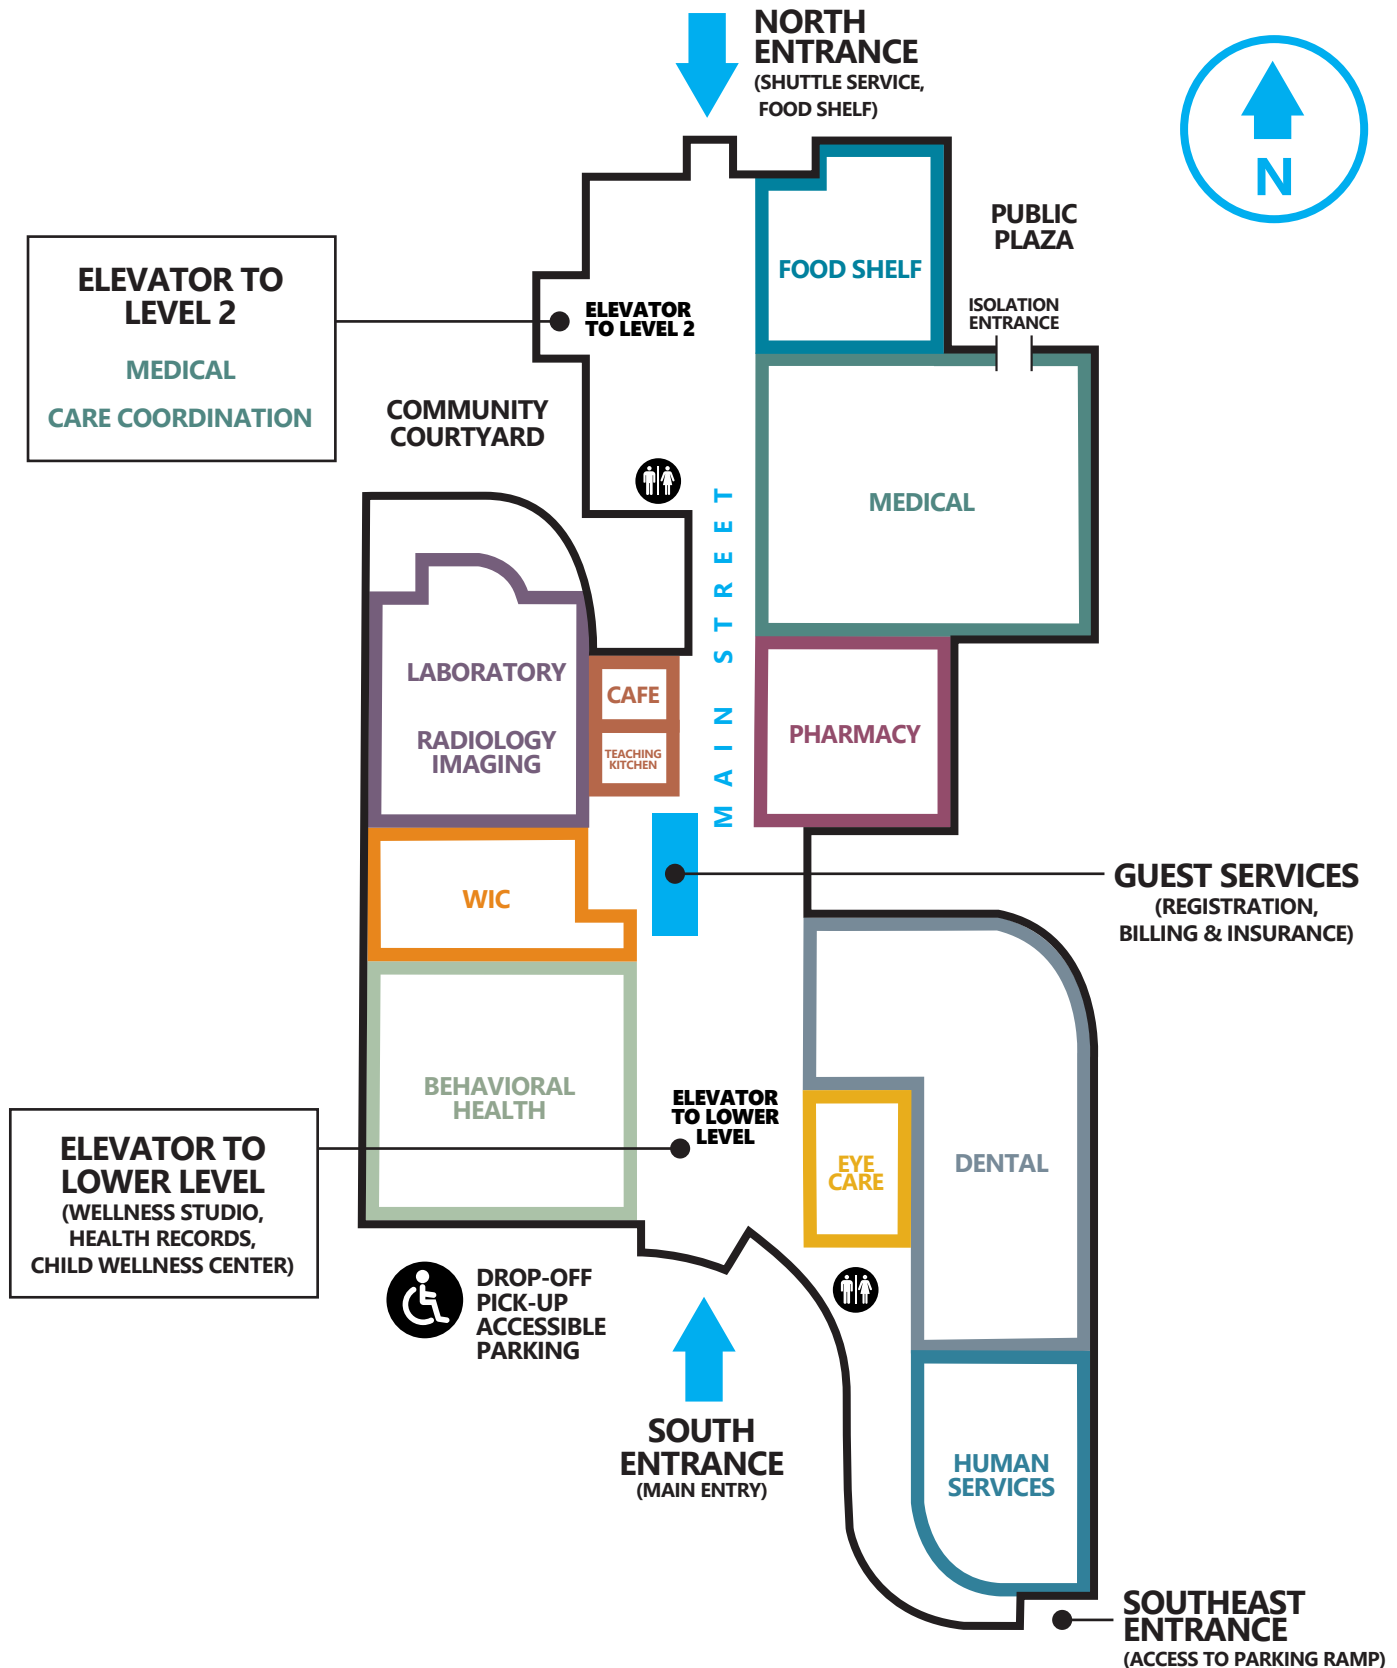 NORTH
ENTRANCE
(SHUTTLE SERVICE,
FOOD SHELF)
N
PUBLIC
PLAZA
ELEVATOR TO
LEVEL 2
MEDICAL
CARE COORDINATION
FOOD SHELF
ELEVATOR
TO LEVEL 2
ISOLATION
ENTRANCE
COMMUNITY
COURTYARD
MEDICAL
MAIN STREET
LABORATORY
RADIOLOGY
IMAGING
CAFE
TEACHING
KITCHEN
PHARMACY
WIC
GUEST SERVICES
(REGISTRATION,
BILLING & INSURANCE)
BEHAVIORAL
HEALTH
ELEVATOR
TO LOWER
LEVEL
ELEVATOR TO
LOWER LEVEL
(WELLNESS STUDIO,
HEALTH RECORDS,
CHILD WELLNESS CENTER)
EYE
CARE
DENTAL
DROP-OFF
PICK-UP
ACCESSIBLE
PARKING
SOUTH
ENTRANCE
(MAIN ENTRY)
HUMAN
SERVICES
SOUTHEAST
ENTRANCE
(ACCESS TO PARKING RAMP)